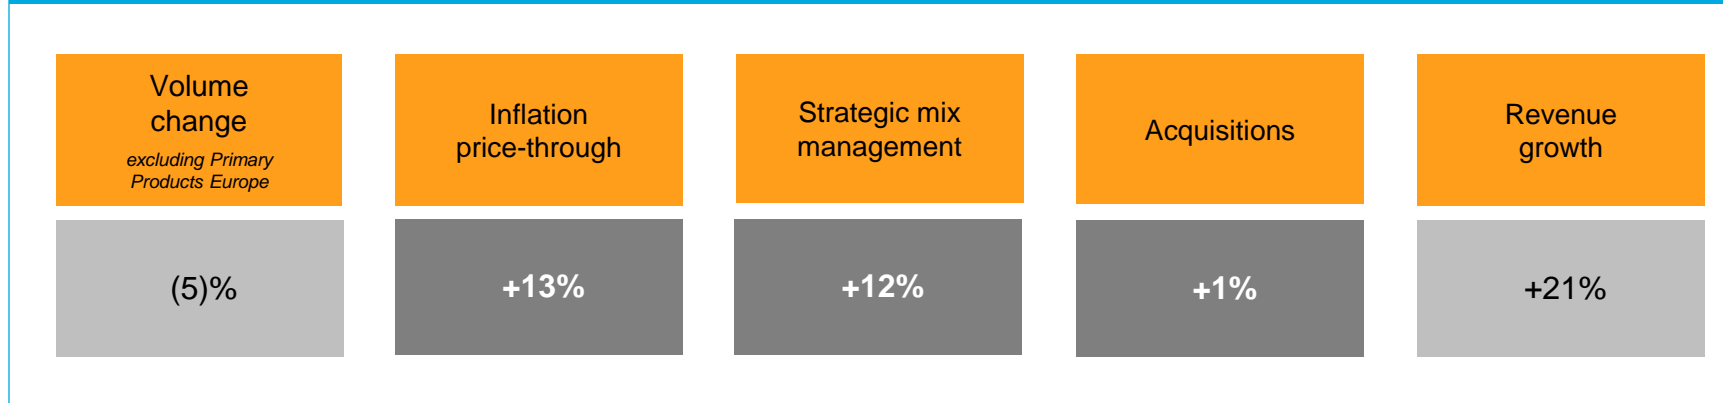 Volume
change
excluding Primary
Products Europe
(5)%
Inflation
price-through
+13%
Strategic mix
management
+12%
Acquisitions
+1%
Revenue
growth
+21%